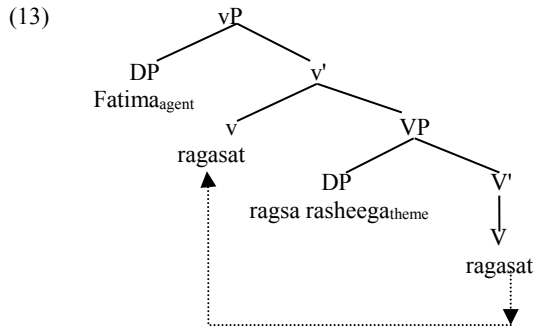 (13) vP
DP v'
Fatimaagent
v VP
ragasat
DP V'
ragsa rasheegatheme
V
ragasat